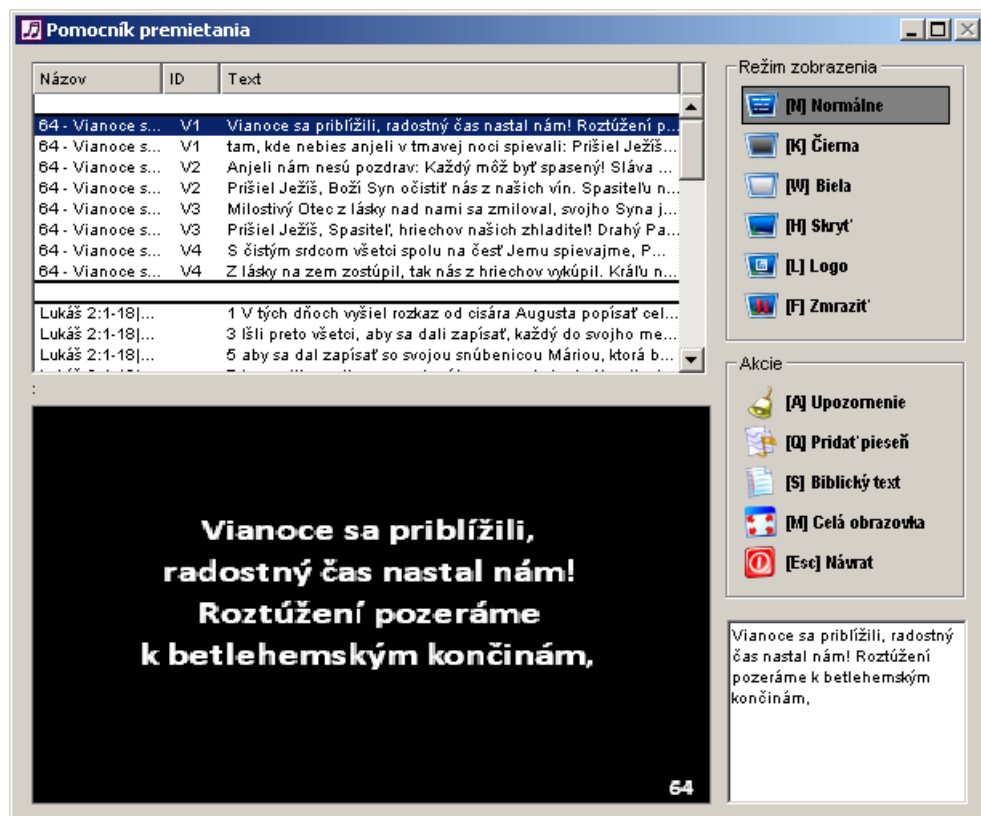 Pomocník premietania
Názov ID Text
64 - Vianoce s... V1 Vianoce sa priblížili, radostný čas nastal nám! Roztúžení p...
64 - Vianoce s... V1 tam, kde nebies anjeli v tmavej noci spievali: Prišiel Ježíš...
64 - Vianoce s... V2 Anjeli nám nesú pozdrav: Každý môž byť spasený! Sláva ...
64 - Vianoce s... V2 Prišiel Ježíš, Boží Syn očistiť nás z našich vín. Spasiteľu n...
64 - Vianoce s... V3 Milostivý Otec z lásky nad nami sa zmiloval, svojho Syna j...
64 - Vianoce s... V3 Prišiel Ježíš, Spasiteľ, hriechov našich zhladiteľ! Drahý Pa...
64 - Vianoce s... V4 S čistým srdcom všetci spolu na česť Jemu spievajme, P...
64 - Vianoce s... V4 Z lásky na zem zostúpil, tak nás z hriechov vykúpil. Kráľu n...
Lukáš 2:1-18|... 1 V tých dňoch vyšiel rozkaz od cisára Augusta popísať cel...
Lukáš 2:1-18|... 3 Išli preto všetci, aby sa dali zapísať, každý do svojho me...
Lukáš 2:1-18|... 5 aby sa dal zapísať so svojou snúbenicou Máriou, ktorá b...
:
Vianoce sa priblížili,
radostný čas nastal nám!
Roztúžení pozeráme
k betlehemským končinám,
64
Režim zobrazenia
[N] Normálne
[K] Čierna
[W] Biela
[H] Skryť
[L] Logo
[F] Zmraziť
Akcie
[A] Upozornenie
[Q] Pridať pieseň
[S] Biblický text
[M] Celá obrazovka
[Esc] Návrat
Vianoce sa priblížili, radostný
čas nastal nám! Roztúžení
pozeráme k betlehemským
končinám,